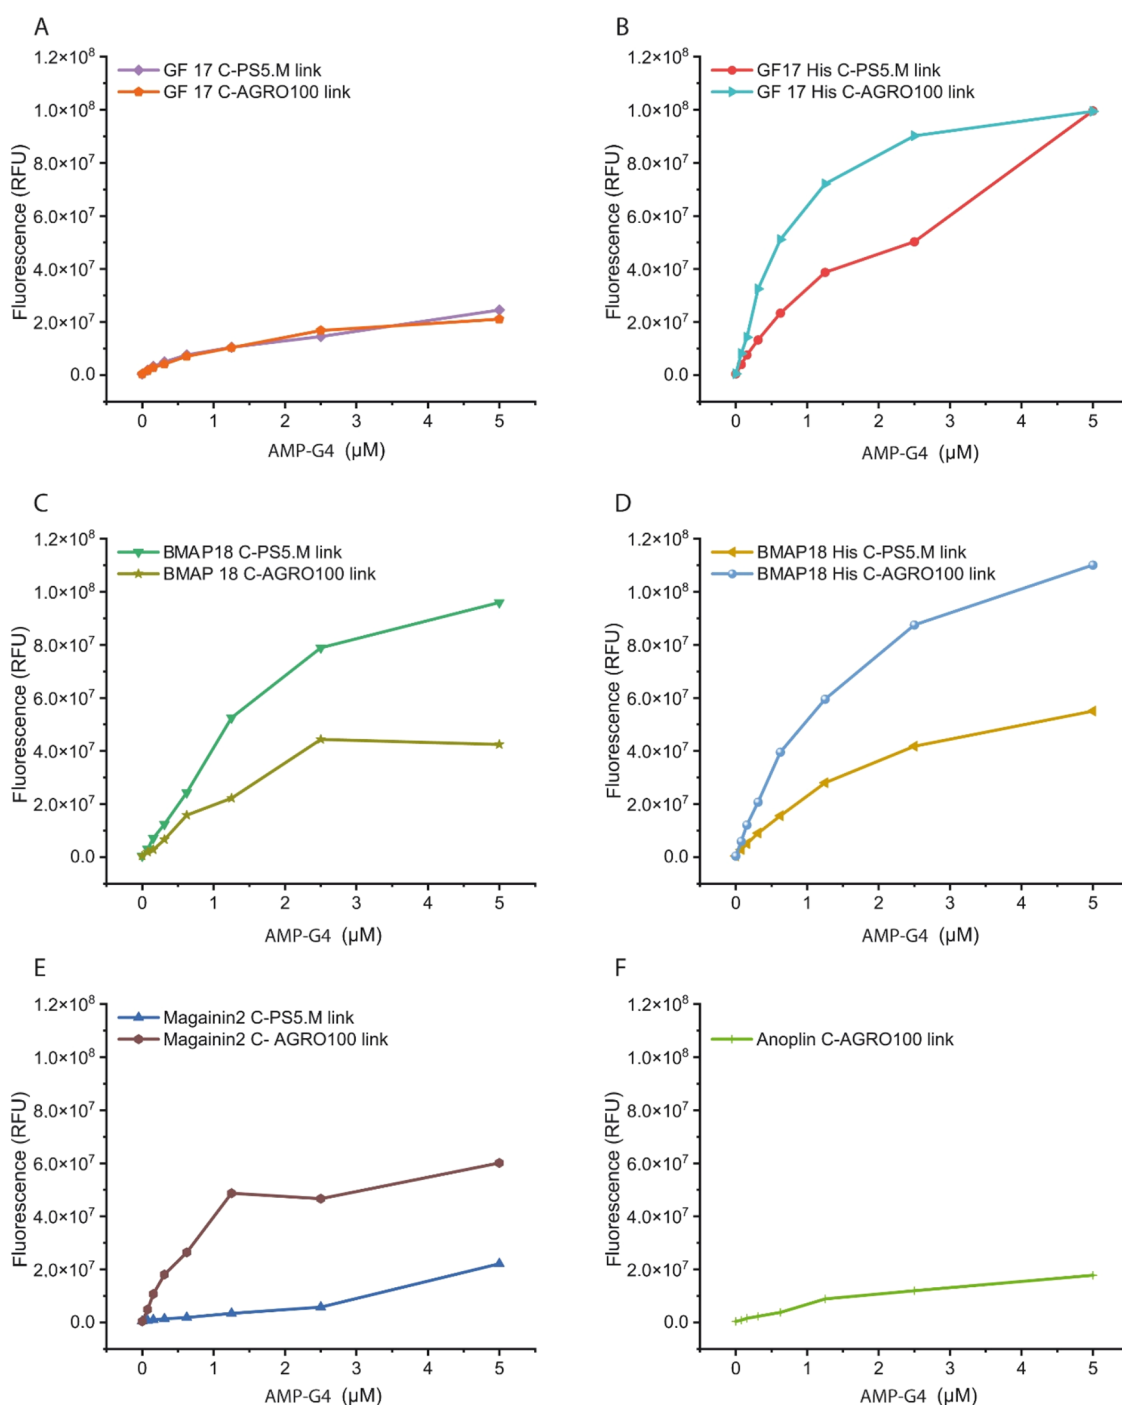 A
GF 17 C-PS5.M link
GF 17 C-AGRO100 link
1.2×10⁸
1.0×10⁸
8.0×10⁷
6.0×10⁷
4.0×10⁷
2.0×10⁷
0.0
Fluorescence (RFU)
0 1 2 3 4 5
AMP-G4 (µM)
B
GF17 His C-PS5.M link
GF 17 His C-AGRO100 link
1.2×10⁸
1.0×10⁸
8.0×10⁷
6.0×10⁷
4.0×10⁷
2.0×10⁷
0.0
Fluorescence (RFU)
0 1 2 3 4 5
AMP-G4 (µM)
C
BMAP18 C-PS5.M link
BMAP 18 C-AGRO100 link
1.2×10⁸
1.0×10⁸
8.0×10⁷
6.0×10⁷
4.0×10⁷
2.0×10⁷
0.0
Fluorescence (RFU)
0 1 2 3 4 5
AMP-G4 (µM)
D
BMAP18 His C-PS5.M link
BMAP18 His C-AGRO100 link
1.2×10⁸
1.0×10⁸
8.0×10⁷
6.0×10⁷
4.0×10⁷
2.0×10⁷
0.0
Fluorescence (RFU)
0 1 2 3 4 5
AMP-G4 (µM)
E
Magainin2 C-PS5.M link
Magainin2 C- AGRO100 link
1.2×10⁸
1.0×10⁸
8.0×10⁷
6.0×10⁷
4.0×10⁷
2.0×10⁷
0.0
Fluorescence (RFU)
0 1 2 3 4 5
AMP-G4 (µM)
F
Anoplin C-AGRO100 link
1.2×10⁸
1.0×10⁸
8.0×10⁷
6.0×10⁷
4.0×10⁷
2.0×10⁷
0.0
Fluorescence (RFU)
0 1 2 3 4 5
AMP-G4 (µM)